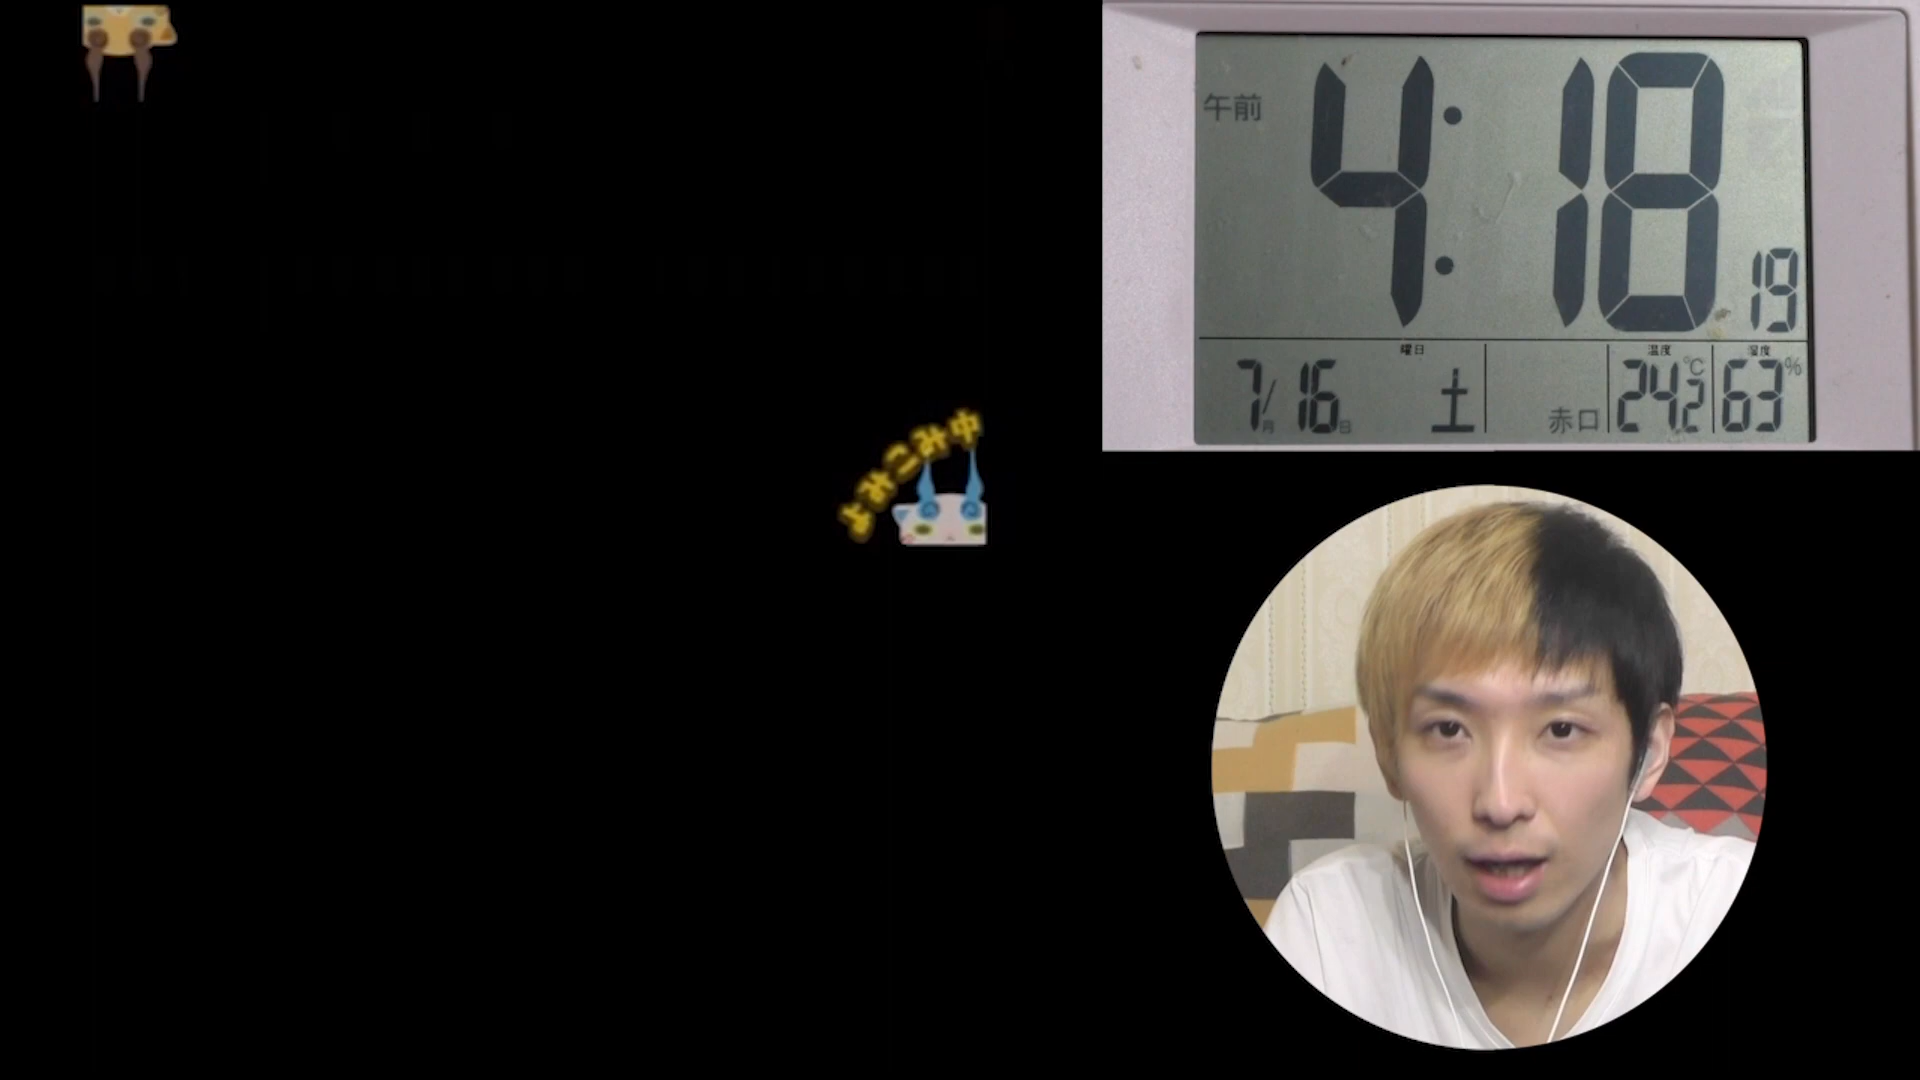 よみこみ中
午前
4:18 19
曜日
温度
湿度
7月/16日
土
赤口
24.2℃
63%